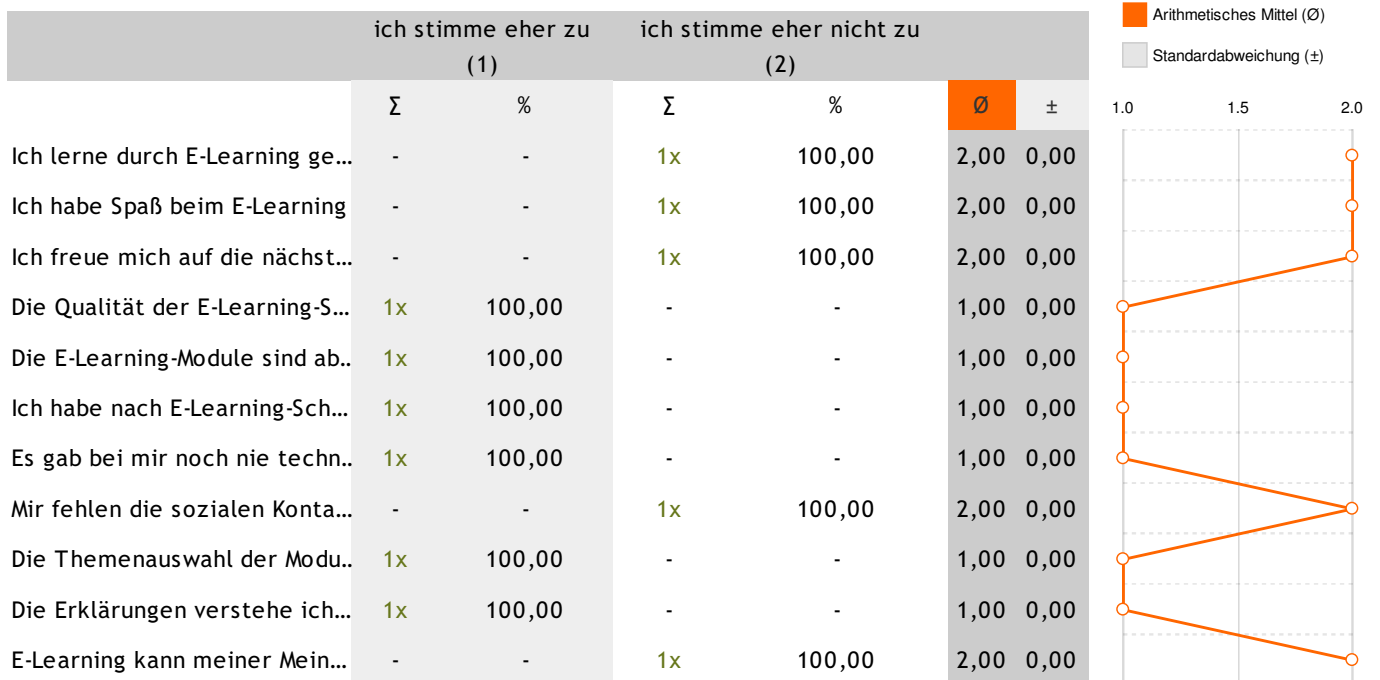 ich stimme eher zu ich stimme eher nicht zu
(1) (2)
Arithmetisches Mittel (Ø)
Standardabweichung (±)
Σ % Σ % Ø ± 1.0 1.5 2.0
Ich lerne durch E-Learning ge... - - 1x 100,00 2,00 0,00
Ich habe Spaß beim E-Learning - - 1x 100,00 2,00 0,00
Ich freue mich auf die nächst... - - 1x 100,00 2,00 0,00
Die Qualität der E-Learning-S... 1x 100,00 - - 1,00 0,00
Die E-Learning-Module sind ab.. 1x 100,00 - - 1,00 0,00
Ich habe nach E-Learning-Sch... 1x 100,00 - - 1,00 0,00
Es gab bei mir noch nie techn.. 1x 100,00 - - 1,00 0,00
Mir fehlen die sozialen Konta... - - 1x 100,00 2,00 0,00
Die Themenauswahl der Modu.. 1x 100,00 - - 1,00 0,00
Die Erklärungen verstehe ich... 1x 100,00 - - 1,00 0,00
E-Learning kann meiner Mein... - - 1x 100,00 2,00 0,00